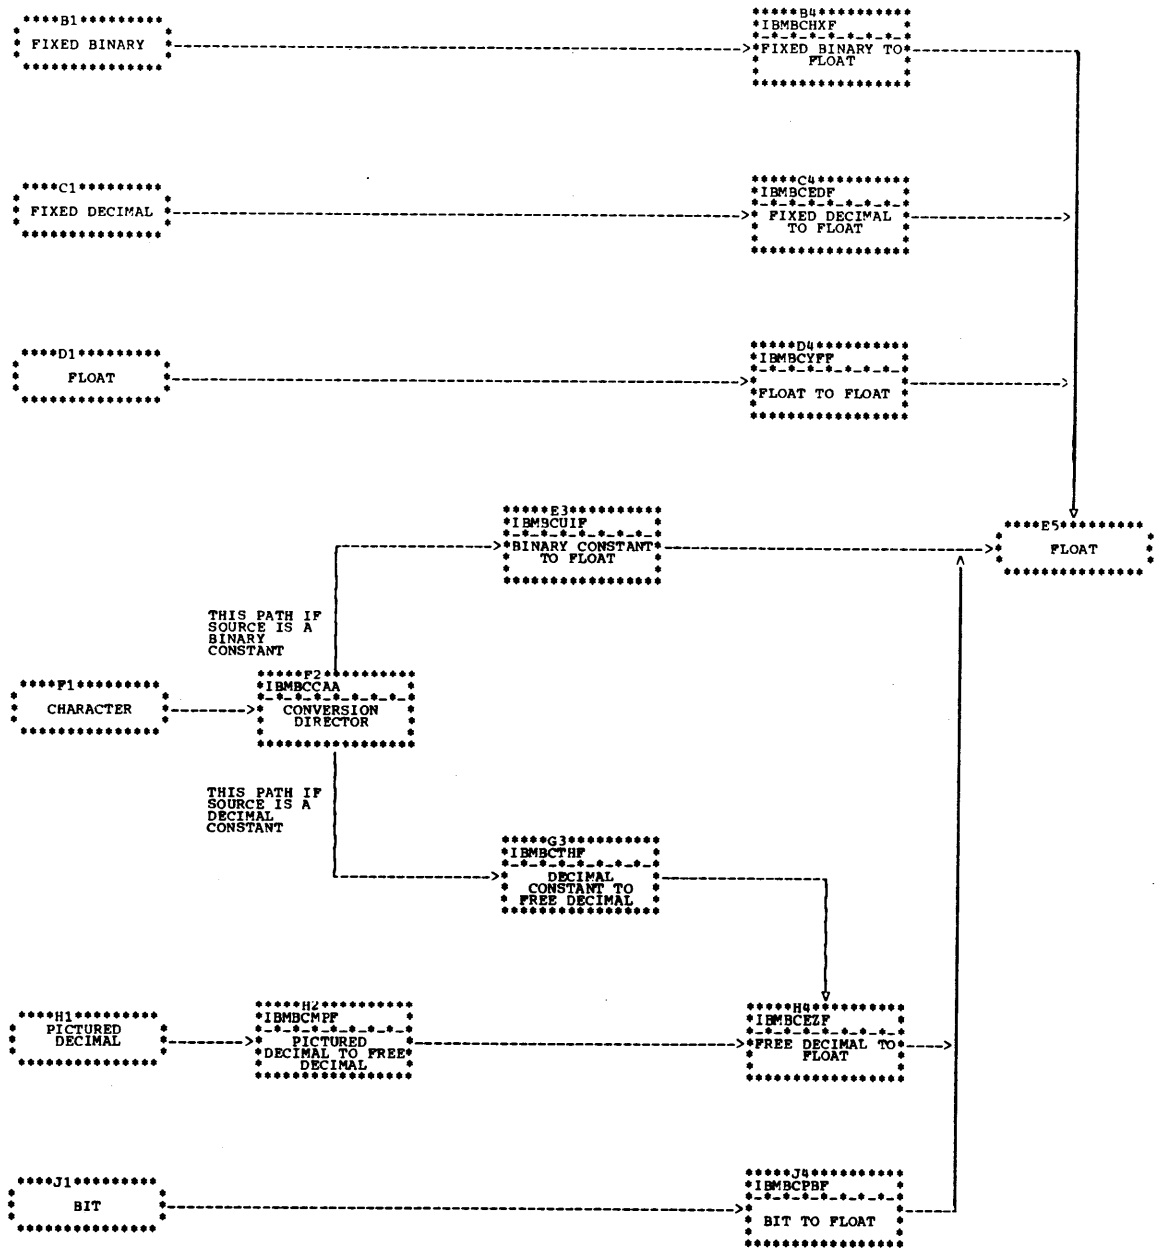 B1
FIXED BINARY
B4
IBMBCHXF
FIXED BINARY TO
FLOAT
C1
FIXED DECIMAL
C4
IBMBCEDF
FIXED DECIMAL
TO FLOAT
D1
FLOAT
D4
IBMBCYFF
FLOAT TO FLOAT
E3
IBMBCUIF
BINARY CONSTANT
TO FLOAT
E5
FLOAT
THIS PATH IF
SOURCE IS A
BINARY
CONSTANT
F1
CHARACTER
F2
IBMBCCAA
CONVERSION
DIRECTOR
THIS PATH IF
SOURCE IS A
DECIMAL
CONSTANT
G3
IBMBCTHF
DECIMAL
CONSTANT TO
FREE DECIMAL
H1
PICTURED
DECIMAL
H2
IBMBCMPF
PICTURED
DECIMAL TO FREE
DECIMAL
H4
IBMBCEZF
FREE DECIMAL TO
FLOAT
J1
BIT
J4
IBMBCPBF
BIT TO FLOAT